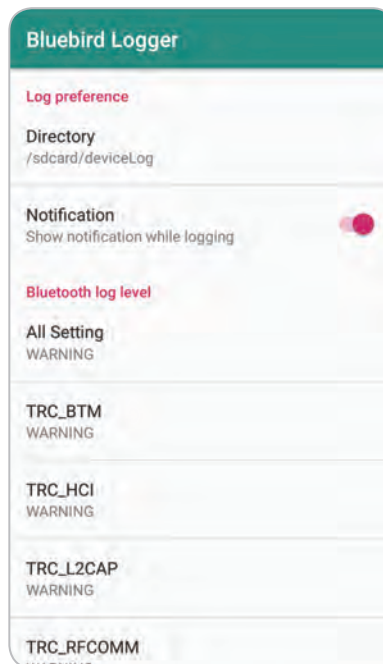 Bluebird Logger
Log preference
Directory
/sdcard/deviceLog
Notification
Show notification while logging
Bluetooth log level
All Setting
WARNING
TRC_BTM
WARNING
TRC_HCI
WARNING
TRC_L2CAP
WARNING
TRC_RFCOMM